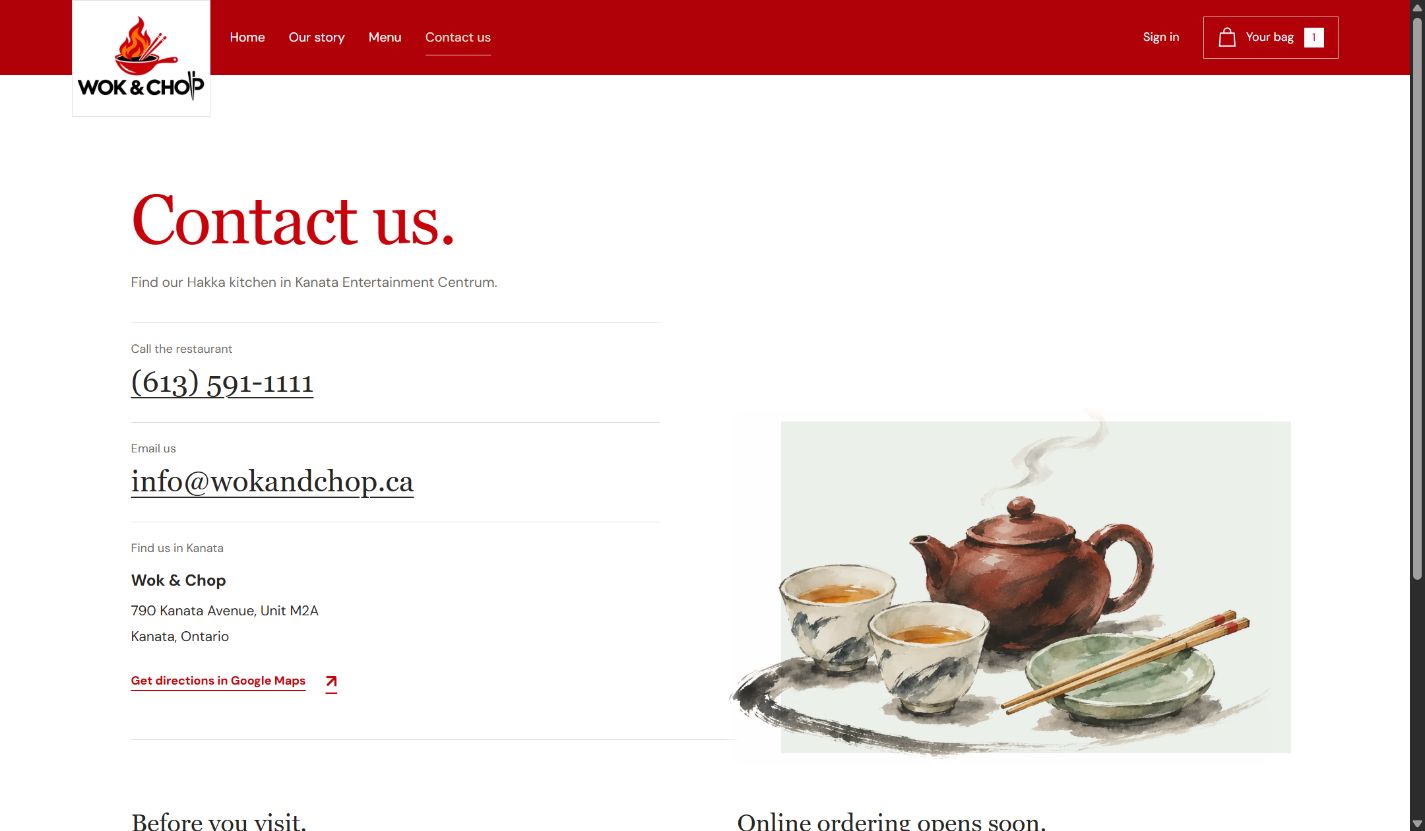 WOK & CHOP
Home
Our story
Menu
Contact us
Sign in
Your bag
1
Contact us.
Find our Hakka kitchen in Kanata Entertainment Centrum.
Call the restaurant
(613) 591-1111
Email us
info@wokandchop.ca
Find us in Kanata
Wok & Chop
790 Kanata Avenue, Unit M2A
Kanata, Ontario
Get directions in Google Maps
Before you visit.
Online ordering opens soon.